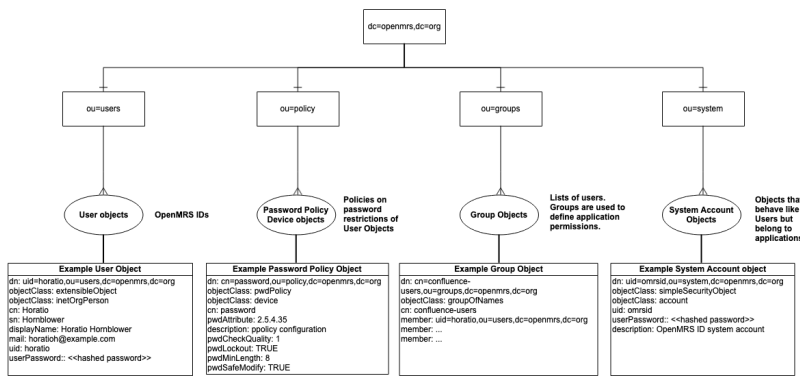 dc=openmrs,dc=org
ou=users
ou=policy
ou=groups
ou=system
User objects
OpenMRS IDs
Password Policy
Device objects
Policies on
password
restrictions of
User Objects
Group Objects
Lists of users.
Groups are used to
define application
permissions.
System Account
Objects
Objects that
behave like
Users but
belong to
applications
Example User Object
dn: uid=horatio,ou=users,dc=openmrs,dc=org
objectClass: extensibleObject
objectClass: inetOrgPerson
cn: Horatio
sn: Hornblower
displayName: Horatio Hornblower
mail: horatioh@example.com
uid: horatio
userPassword:: <<hashed password>>
Example Password Policy Object
dn: cn=password,ou=policy,dc=openmrs,dc=org
objectClass: pwdPolicy
objectClass: device
cn: password
pwdAttribute: 2.5.4.35
description: ppolicy configuration
pwdCheckQuality: 1
pwdLockout: TRUE
pwdMinLength: 8
pwdSafeModify: TRUE
Example Group Object
dn: cn=confluence-
users,ou=groups,dc=openmrs,dc=org
objectClass: groupOfNames
cn: confluence-users
member: uid=horatio,ou=users,dc=openmrs,dc=org
member: ...
member: ...
Example System Account object
dn: uid=omrsid,ou=system,dc=openmrs,dc=org
objectClass: simpleSecurityObject
objectClass: account
uid: omrsid
userPassword:: <<hashed password>>
description: OpenMRS ID system account